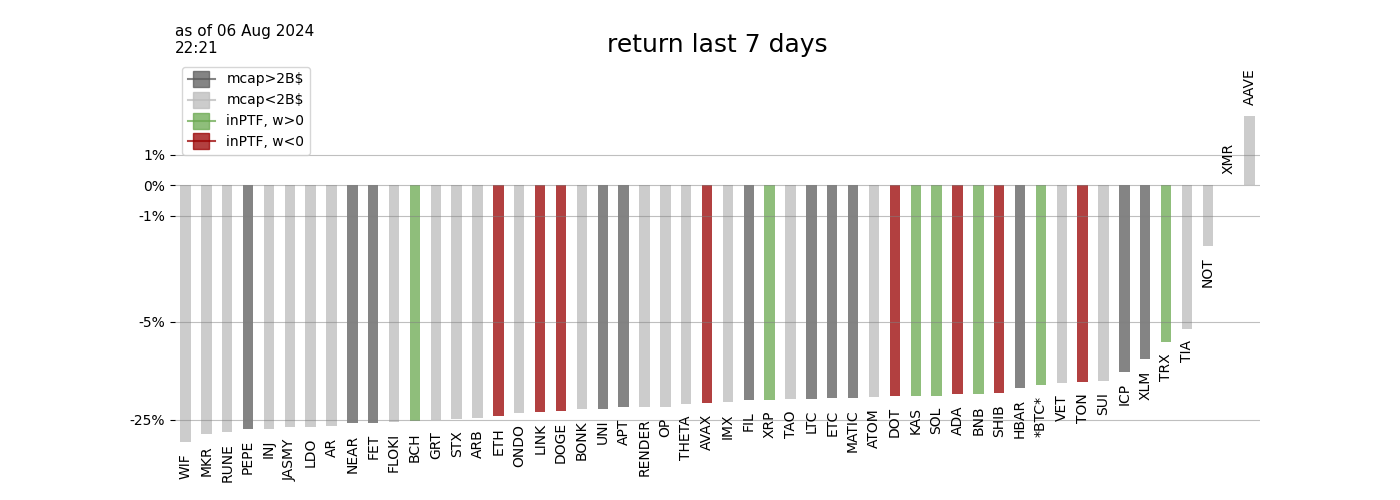 as of 06 Aug 2024
22:21
return last 7 days
mcap>2B$
mcap<2B$
inPTF, w>0
inPTF, w<0
1%
0%
-1%
-5%
-25%
WIF
MKR
RUNE
PEPE
INJ
JASMY
LDO
AR
NEAR
FET
FLOKI
BCH
GRT
STX
ARB
ETH
ONDO
LINK
DOGE
BONK
UNI
APT
RENDER
OP
THETA
AVAX
IMX
FIL
XRP
TAO
LTC
ETC
MATIC
ATOM
DOT
KAS
SOL
ADA
BNB
SHIB
HBAR
*BTC*
VET
TON
SUI
ICP
XLM
TRX
TIA
NOT
XMR
AAVE